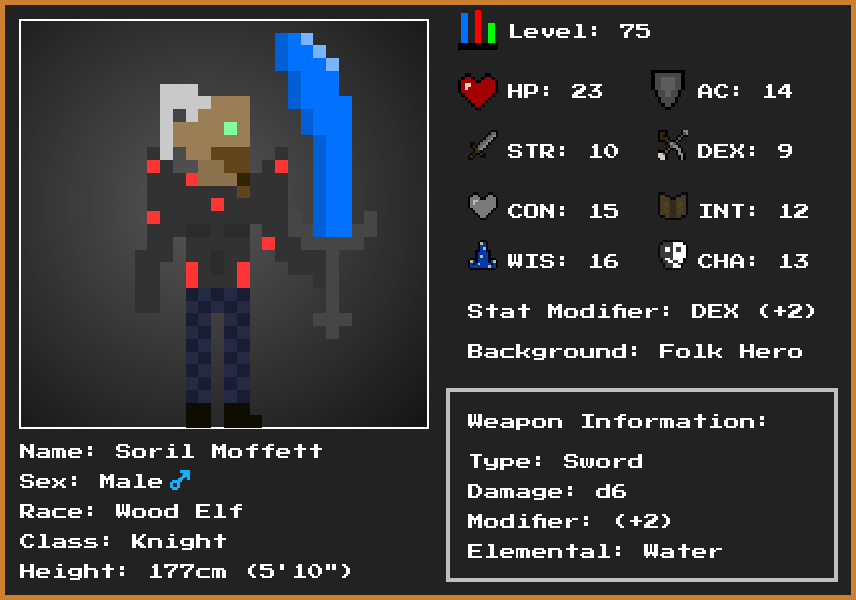 Level: 75
HP: 23
AC: 14
STR: 10
DEX: 9
CON: 15
INT: 12
WIS: 16
CHA: 13
Stat Modifier: DEX (+2)
Background: Folk Hero
Weapon Information:
Type: Sword
Damage: d6
Modifier: (+2)
Elemental: Water
Name: Soril Moffett
Sex: Male ♂
Race: Wood Elf
Class: Knight
Height: 177cm (5'10")